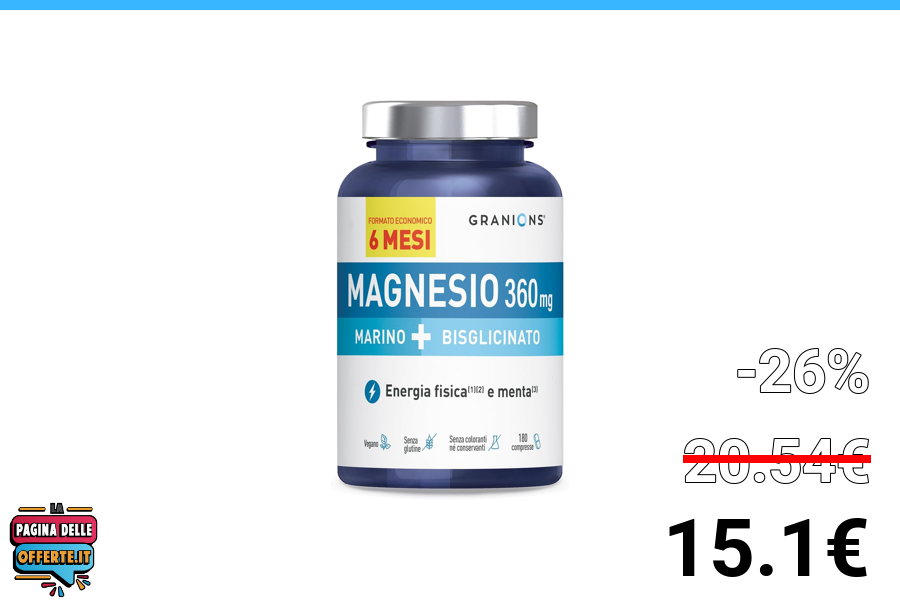 FORMATO ECONOMICO
6 MESI
GRANIONS®
MAGNESIO 360mg
MARINO + BISGLICINATO
Energia fisica(1)(2) e menta(3)
Vegano
Senza
glutine
Senza coloranti
né conservanti
180
compresse
-26%
20.54€
15.1€
LA
PAGINA DELLE
OFFERTE.IT